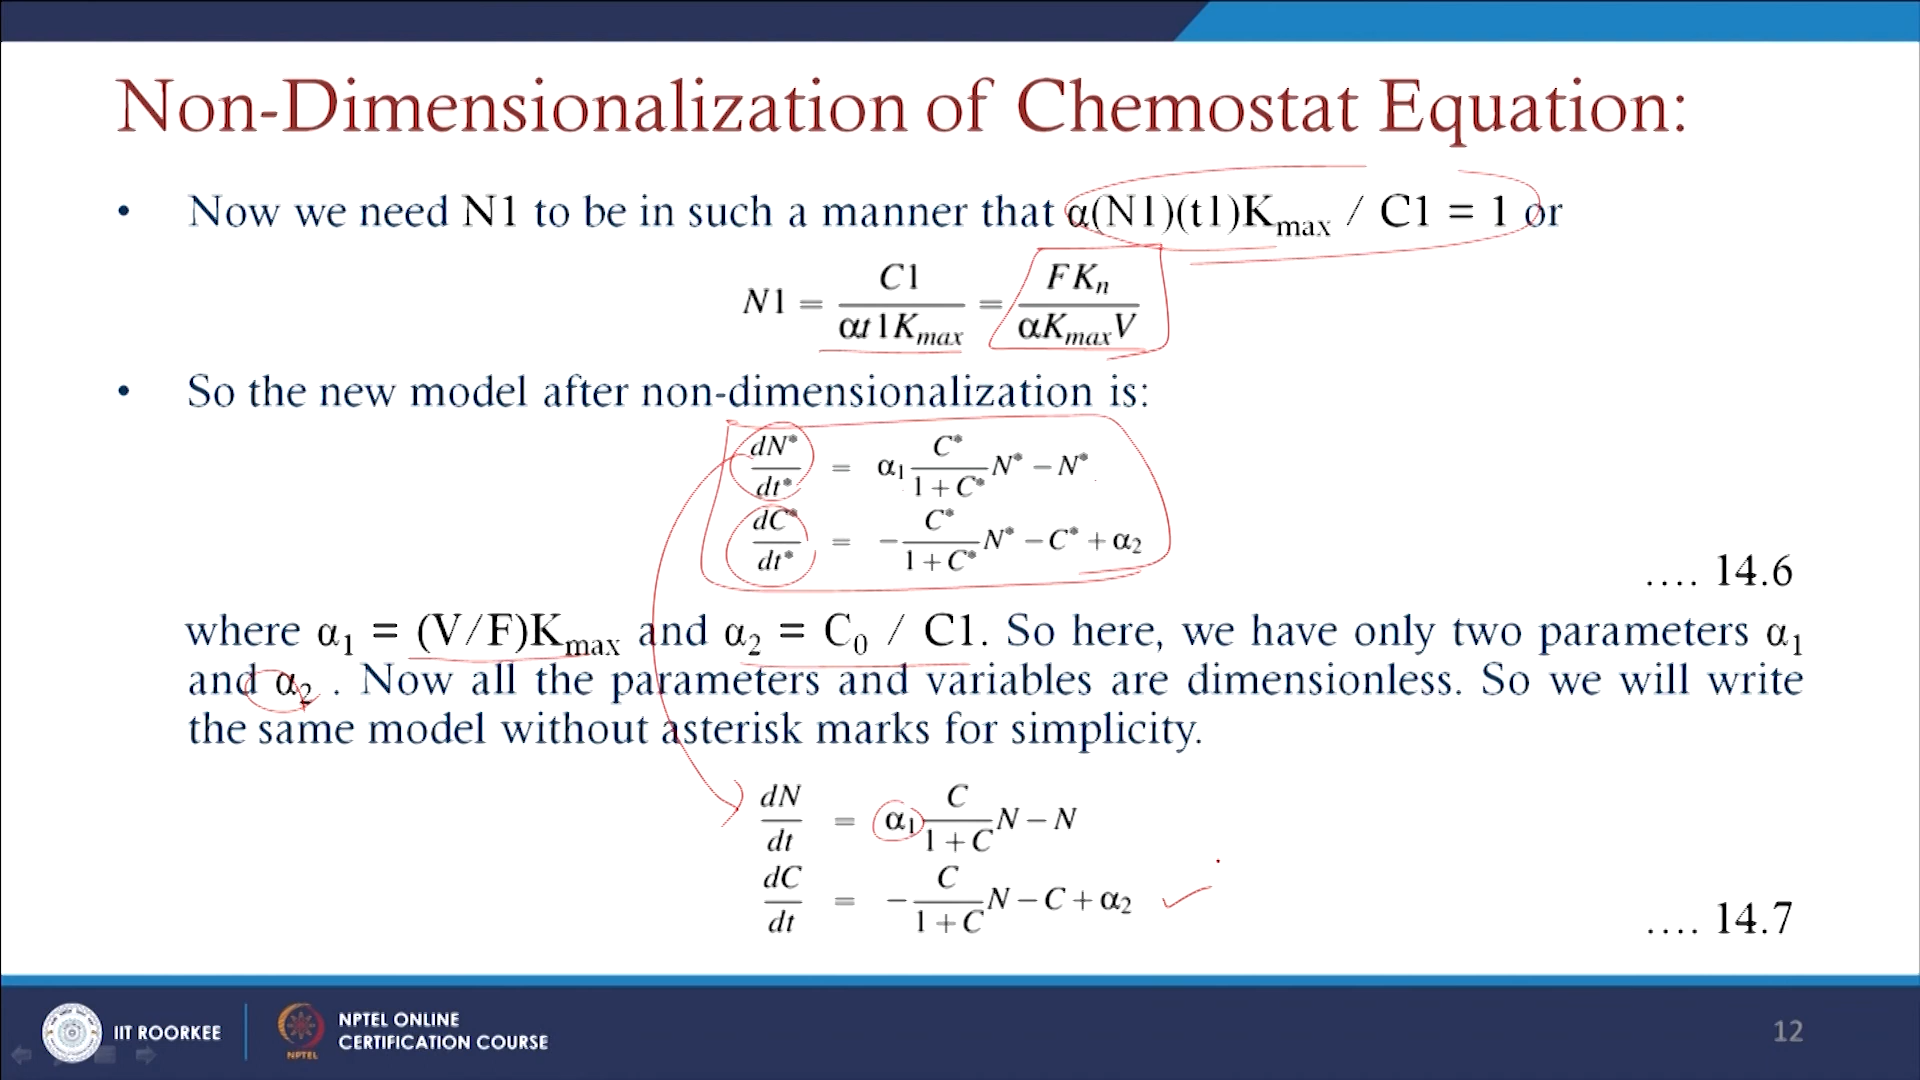 Non-Dimensionalization of Chemostat Equation:
• Now we need N1 to be in such a manner that α(N1)(t1)K_max / C1 = 1 or
N1 = C1 / αt1K_max = FK_n / αK_maxV
• So the new model after non-dimensionalization is:
dN*/dt* = α₁ C*/(1+C*) N* − N*
dC*/dt* = − C*/(1+C*) N* − C* + α₂
.... 14.6
where α₁ = (V/F)K_max and α₂ = C₀ / C1. So here, we have only two parameters α₁
and α₂ . Now all the parameters and variables are dimensionless. So we will write
the same model without asterisk marks for simplicity.
dN/dt = α₁ C/(1+C) N − N
dC/dt = − C/(1+C) N − C + α₂
.... 14.7
IIT ROORKEE
NPTEL
NPTEL ONLINE
CERTIFICATION COURSE
12